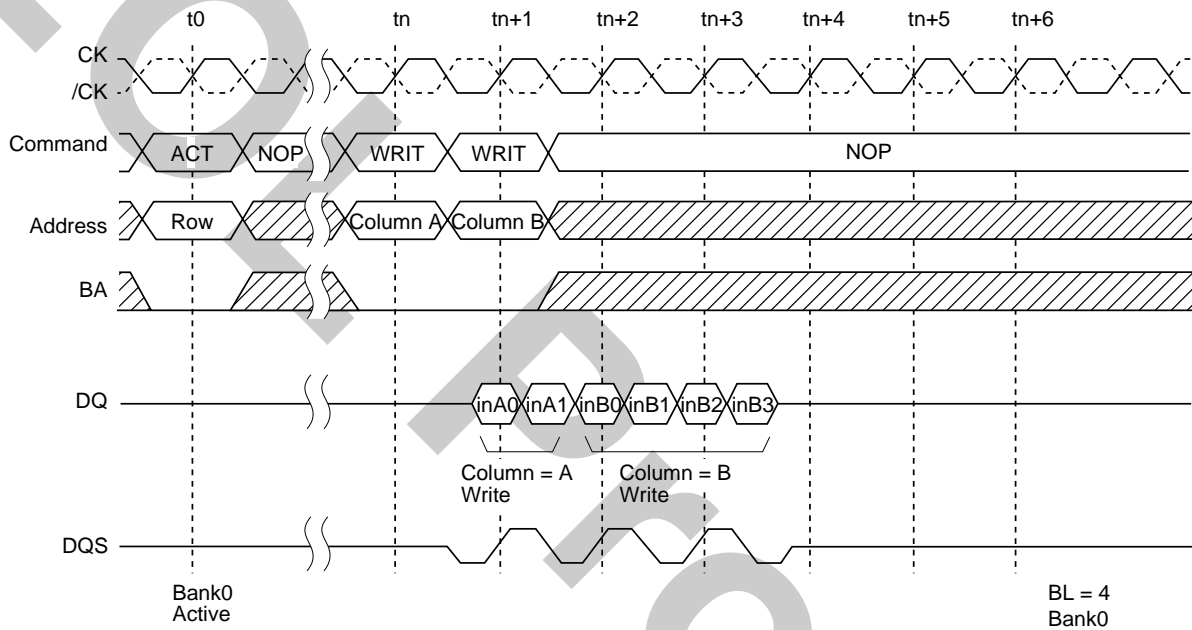 t0 tn tn+1 tn+2 tn+3 tn+4 tn+5 tn+6
CK
/CK
Command ACT NOP WRIT WRIT NOP
Address Row Column A Column B
BA
DQ inA0 inA1 inB0 inB1 inB2 inB3
Column = A Column = B
Write Write
DQS
Bank0 BL = 4
Active Bank0